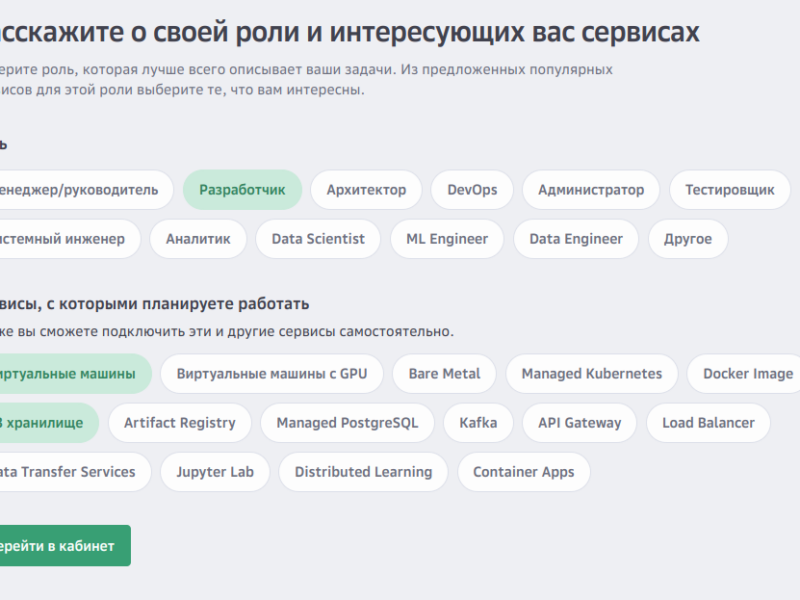 сскажите о своей роли и интересующих вас сервисах
ерите роль, которая лучше всего описывает ваши задачи. Из предложенных популярных
исов для этой роли выберите те, что вам интересны.
ь
енеджер/руководитель Разработчик Архитектор DevOps Администратор Тестировщик
истемный инженер Аналитик Data Scientist ML Engineer Data Engineer Другое
висы, с которыми планируете работать
же вы сможете подключить эти и другие сервисы самостоятельно.
иртуальные машины Виртуальные машины с GPU Bare Metal Managed Kubernetes Docker Image
3 хранилище Artifact Registry Managed PostgreSQL Kafka API Gateway Load Balancer
ata Transfer Services Jupyter Lab Distributed Learning Container Apps
ерейти в кабинет